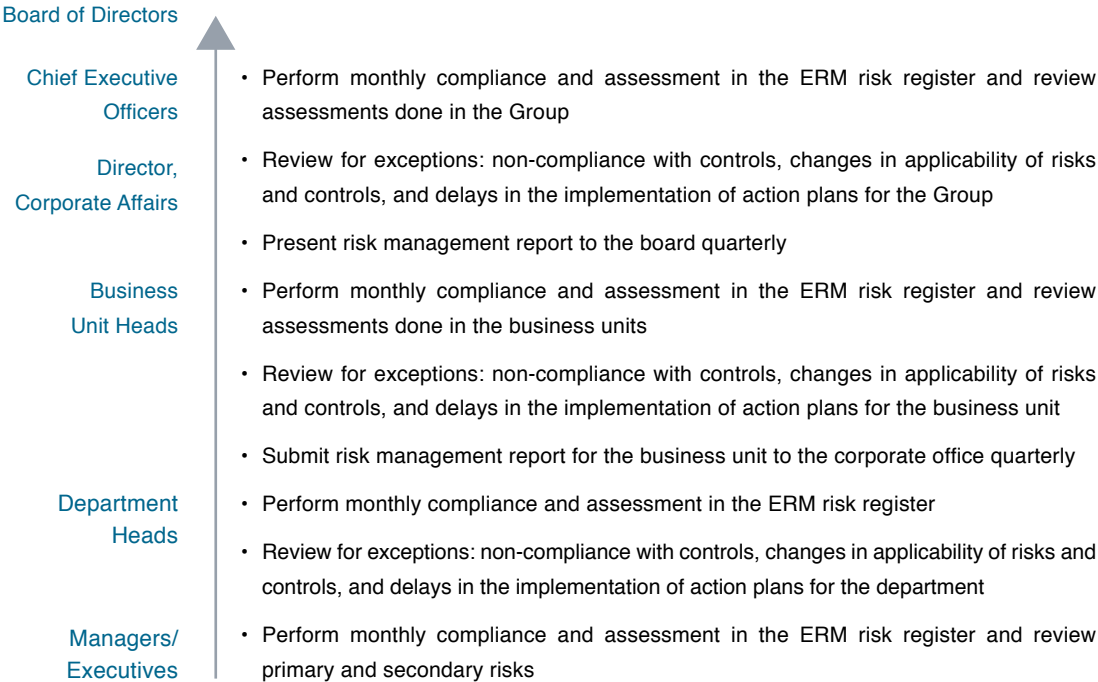 Board of Directors
Chief Executive
Officers
• Perform monthly compliance and assessment in the ERM risk register and review
assessments done in the Group
Director,
Corporate Affairs
• Review for exceptions: non-compliance with controls, changes in applicability of risks
and controls, and delays in the implementation of action plans for the Group
• Present risk management report to the board quarterly
Business
Unit Heads
• Perform monthly compliance and assessment in the ERM risk register and review
assessments done in the business units
• Review for exceptions: non-compliance with controls, changes in applicability of risks
and controls, and delays in the implementation of action plans for the business unit
• Submit risk management report for the business unit to the corporate office quarterly
Department
Heads
• Perform monthly compliance and assessment in the ERM risk register
• Review for exceptions: non-compliance with controls, changes in applicability of risks and
controls, and delays in the implementation of action plans for the department
Managers/
Executives
• Perform monthly compliance and assessment in the ERM risk register and review
primary and secondary risks